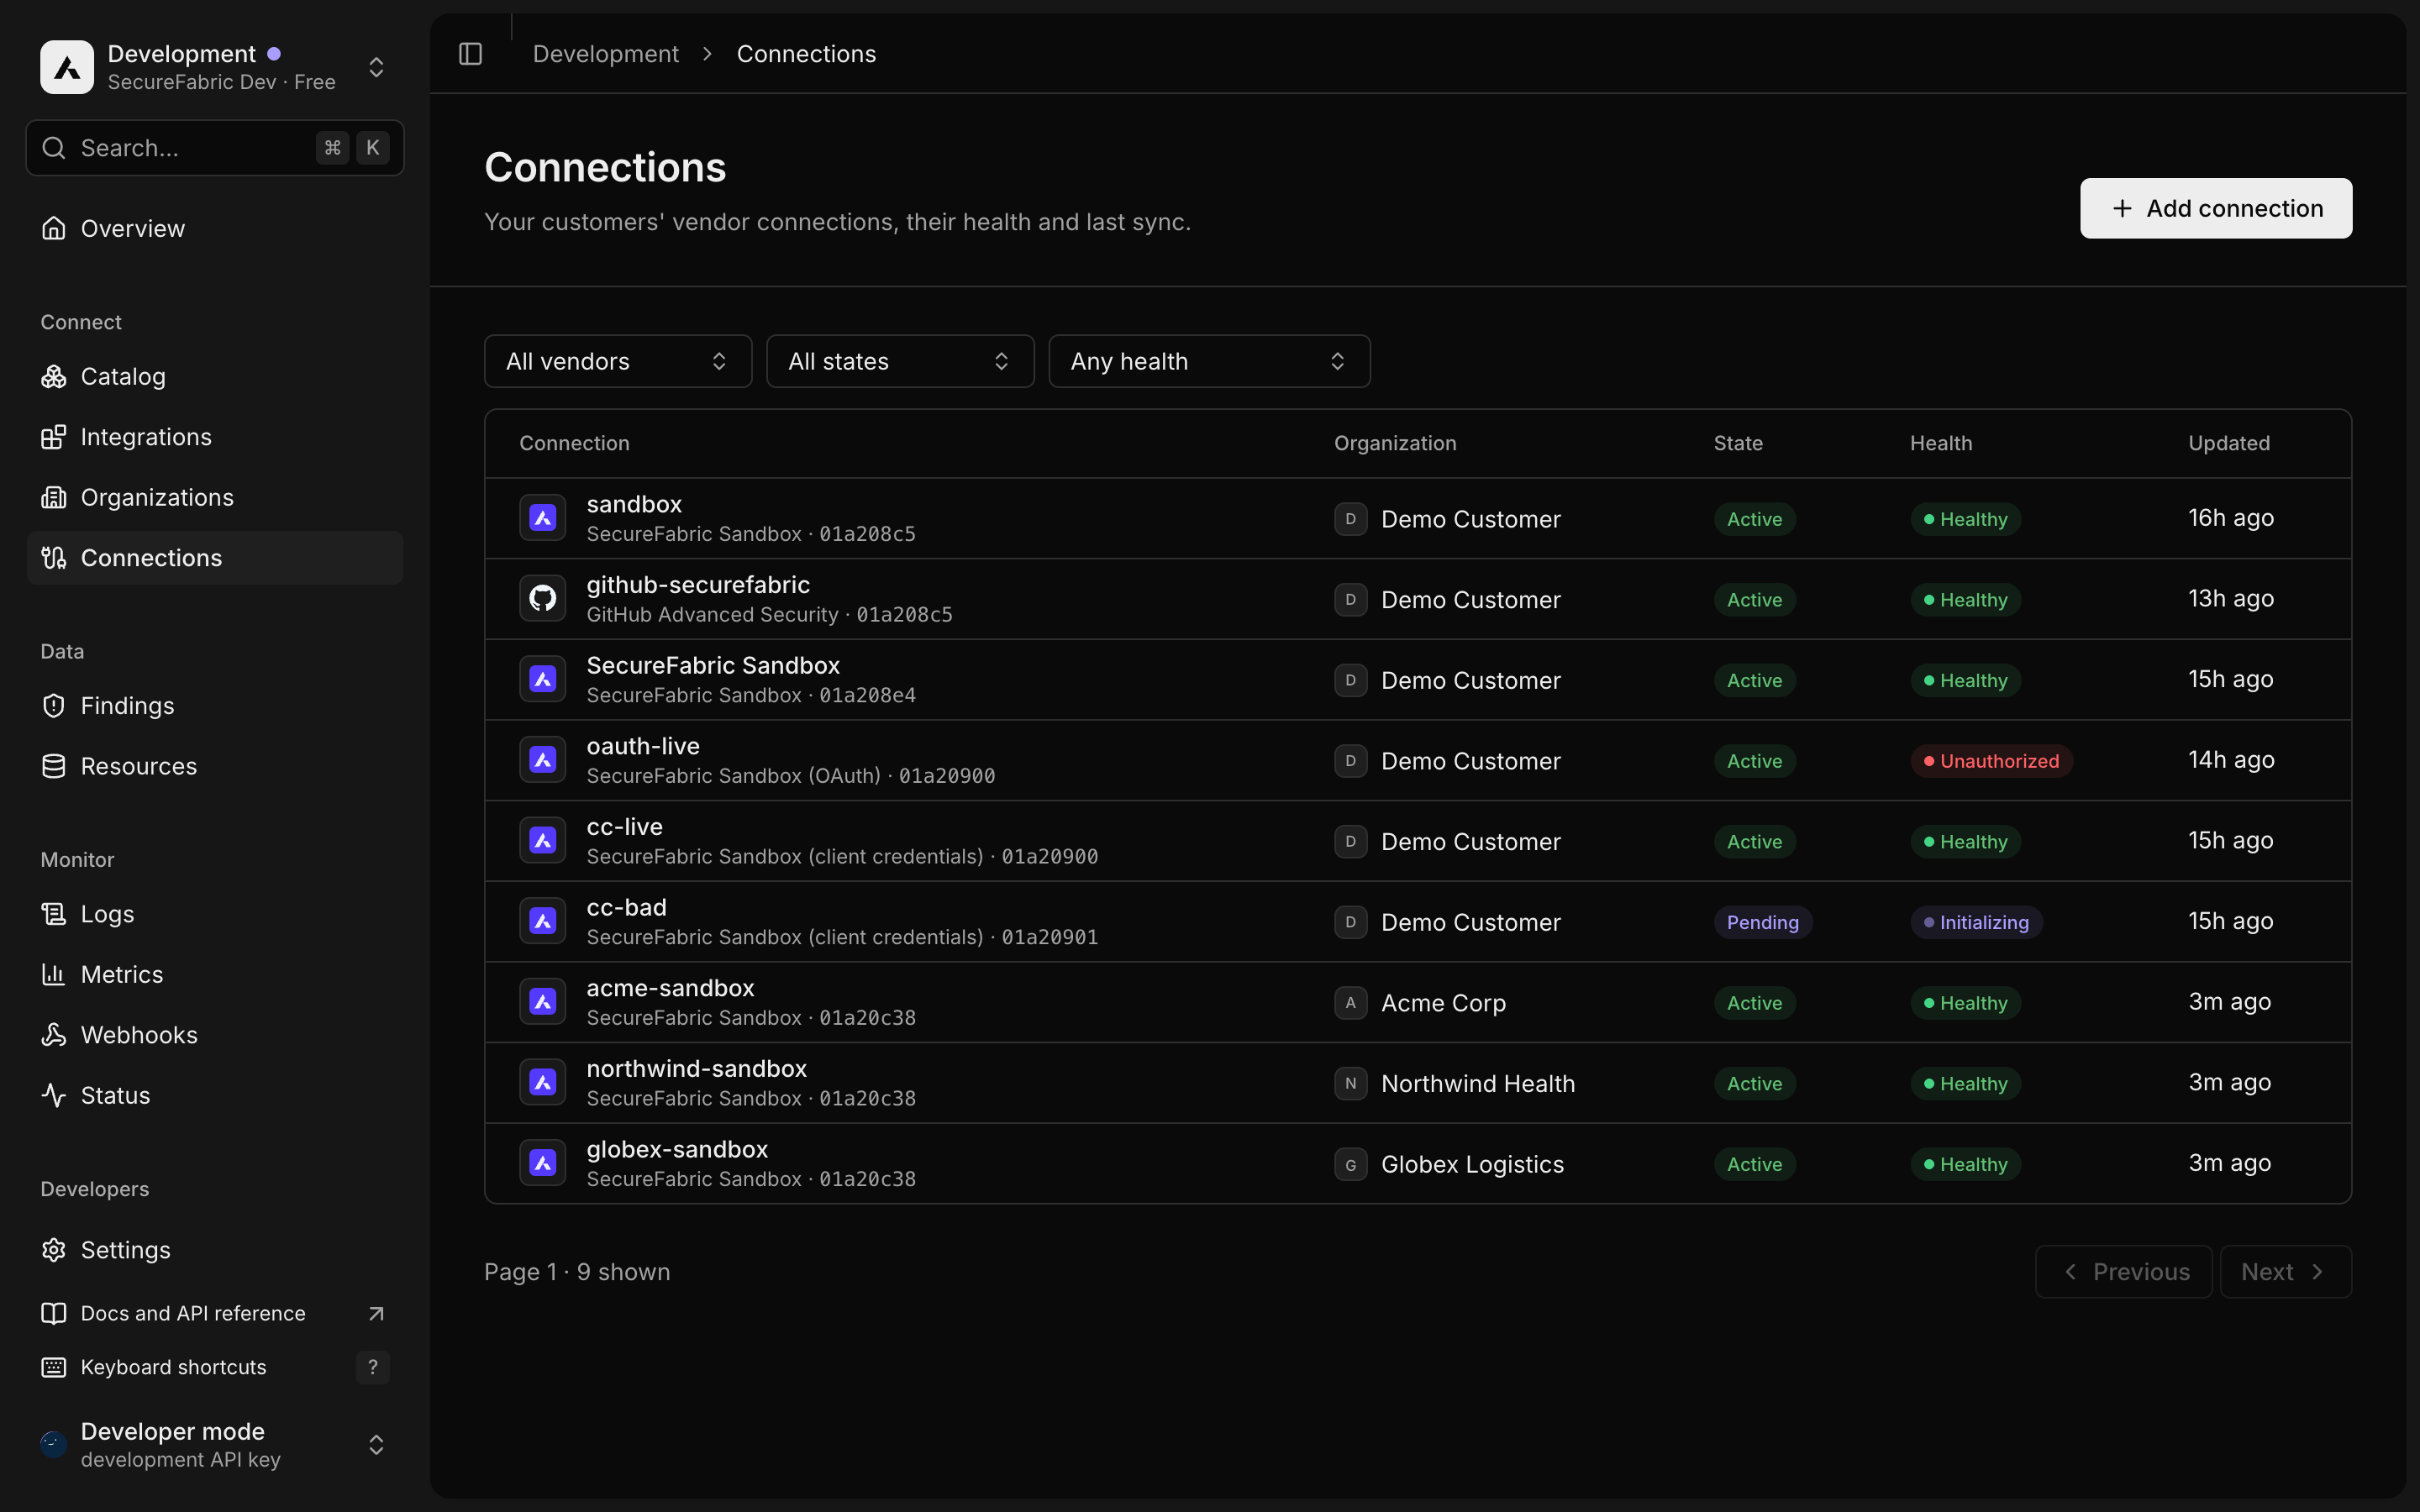 Development
SecureFabric Dev · Free
Search...
⌘ K
Overview
Connect
Catalog
Integrations
Organizations
Connections
Data
Findings
Resources
Monitor
Logs
Metrics
Webhooks
Status
Developers
Settings
Docs and API reference
Keyboard shortcuts ?
Developer mode
development API key
Development > Connections
Connections
Your customers' vendor connections, their health and last sync.
+ Add connection
All vendors All states Any health
Connection Organization State Health Updated
sandbox
SecureFabric Sandbox · 01a208c5
D Demo Customer Active Healthy 16h ago
github-securefabric
GitHub Advanced Security · 01a208c5
D Demo Customer Active Healthy 13h ago
SecureFabric Sandbox
SecureFabric Sandbox · 01a208e4
D Demo Customer Active Healthy 15h ago
oauth-live
SecureFabric Sandbox (OAuth) · 01a20900
D Demo Customer Active Unauthorized 14h ago
cc-live
SecureFabric Sandbox (client credentials) · 01a20900
D Demo Customer Active Healthy 15h ago
cc-bad
SecureFabric Sandbox (client credentials) · 01a20901
D Demo Customer Pending Initializing 15h ago
acme-sandbox
SecureFabric Sandbox · 01a20c38
A Acme Corp Active Healthy 3m ago
northwind-sandbox
SecureFabric Sandbox · 01a20c38
N Northwind Health Active Healthy 3m ago
globex-sandbox
SecureFabric Sandbox · 01a20c38
G Globex Logistics Active Healthy 3m ago
Page 1 · 9 shown
Previous Next